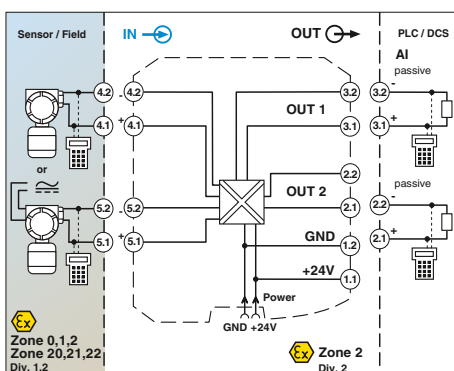 Sensor / Field
IN
OUT
PLC / DCS
AI
passive
4.2
-
4.2
3.2
3.2
-
OUT 1
4.1
+
4.1
3.1
3.1
+
or
2.2
passive
OUT 2
5.2
-
5.2
2.1
2.2
-
GND
5.1
+
5.1
1.2
2.1
+
+24V
1.1
Power
GND +24V
Ex
Zone 0,1,2
Zone 20,21,22
Div. 1,2
Ex
Zone 2
Div. 2